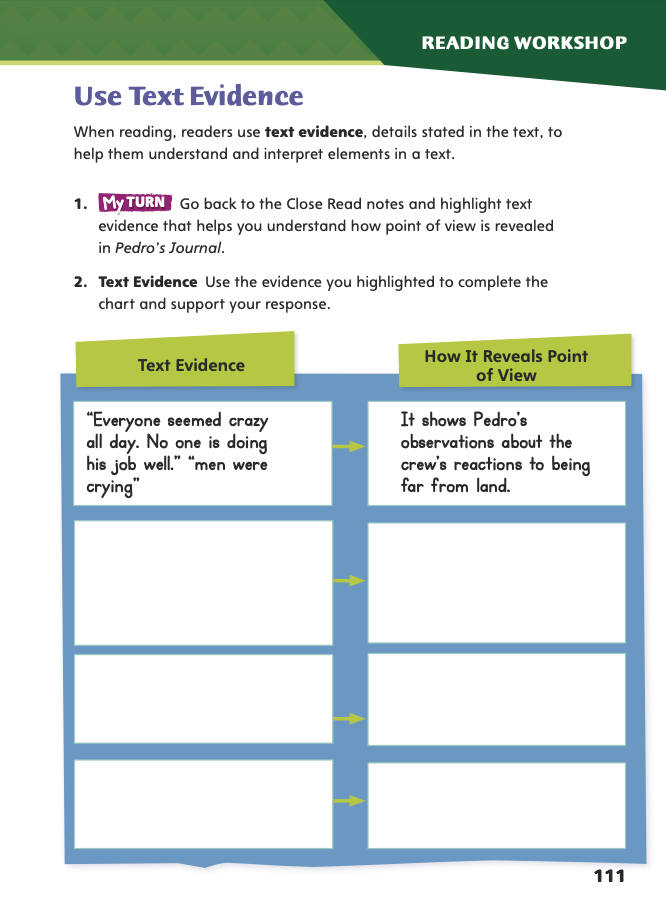 READING WORKSHOP
Use Text Evidence
When reading, readers use text evidence, details stated in the text, to
help them understand and interpret elements in a text.
1. My TURN Go back to the Close Read notes and highlight text
evidence that helps you understand how point of view is revealed
in Pedro’s Journal.
2. Text Evidence Use the evidence you highlighted to complete the
chart and support your response.
Text Evidence
How It Reveals Point
of View
“Everyone seemed crazy
all day. No one is doing
his job well.” “men were
crying”
It shows Pedro’s
observations about the
crew’s reactions to being
far from land.
111